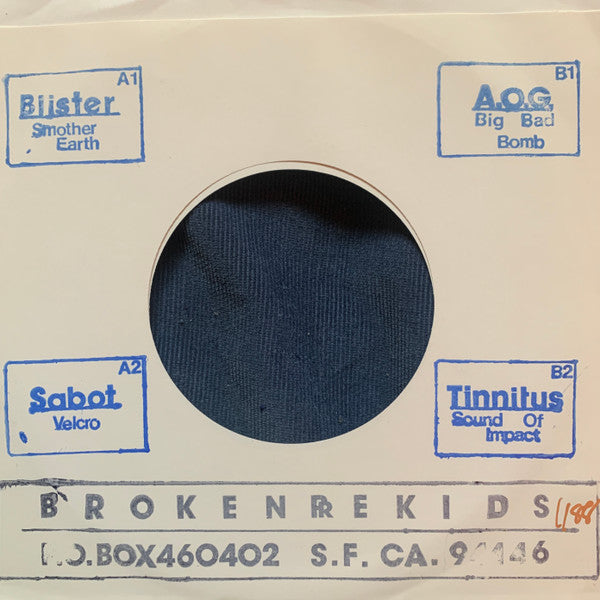 A1
Blister
Smother
Earth
B1
A.O.G.
Big Bad
Bomb
A2
Sabot
Velcro
B2
Tinnitus
Sound Of
Impact
BROKENREKIDS
P.O.BOX460402 S.F. CA. 94146